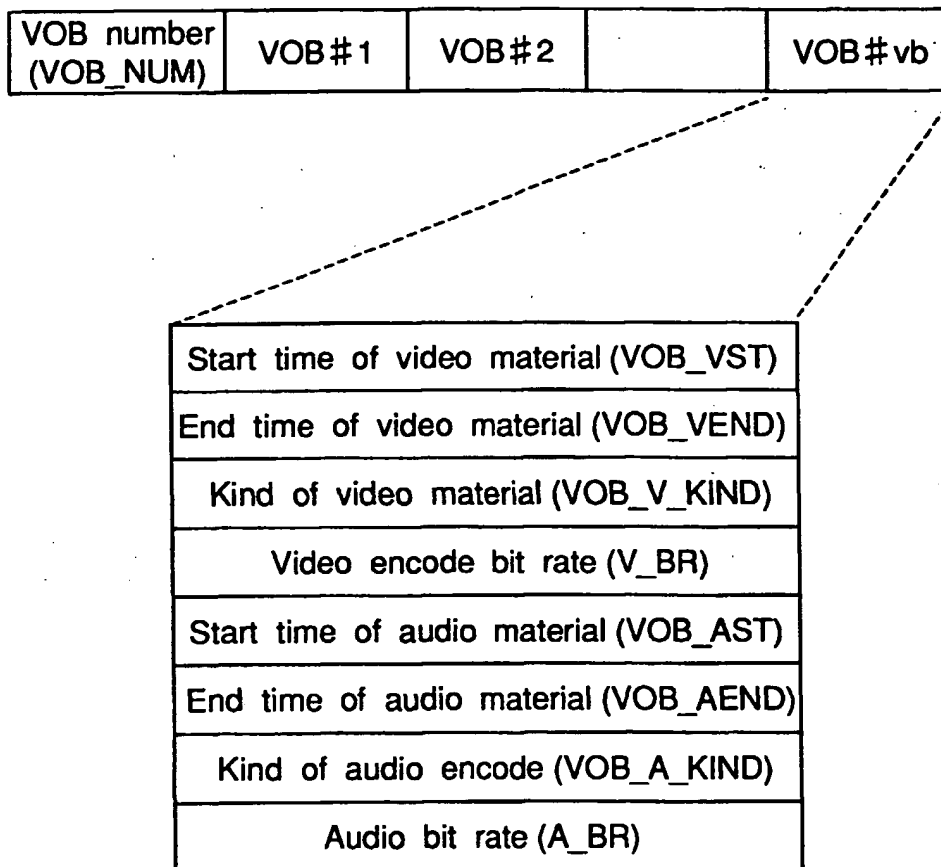 VOB number
(VOB_NUM)
VOB#1
VOB#2
VOB#vb
Start time of video material (VOB_VST)
End time of video material (VOB_VEND)
Kind of video material (VOB_V_KIND)
Video encode bit rate (V_BR)
Start time of audio material (VOB_AST)
End time of audio material (VOB_AEND)
Kind of audio encode (VOB_A_KIND)
Audio bit rate (A_BR)